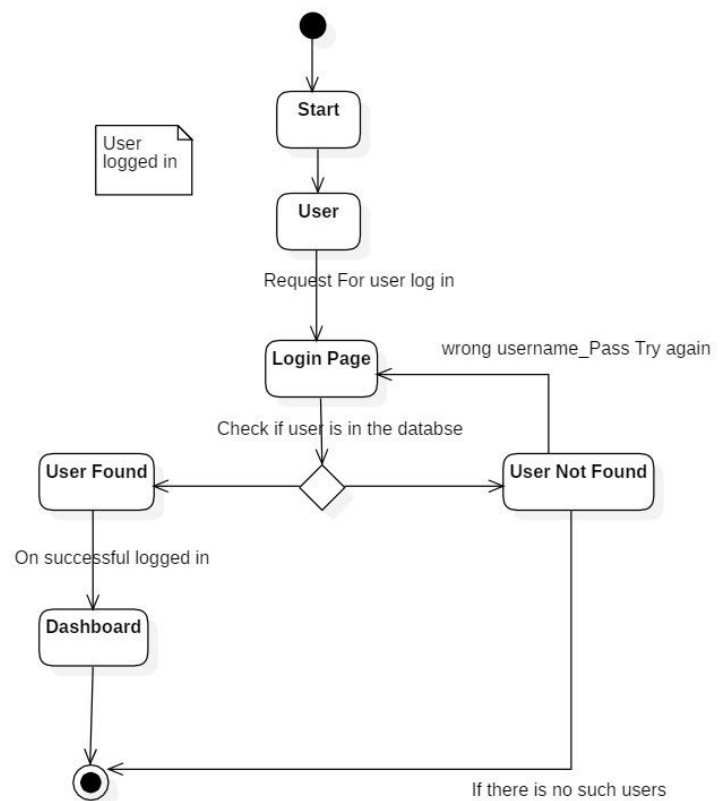 Start
User
logged in
User
Request For user log in
Login Page
wrong username_Pass Try again
Check if user is in the databse
User Found
User Not Found
On successful logged in
Dashboard
If there is no such users